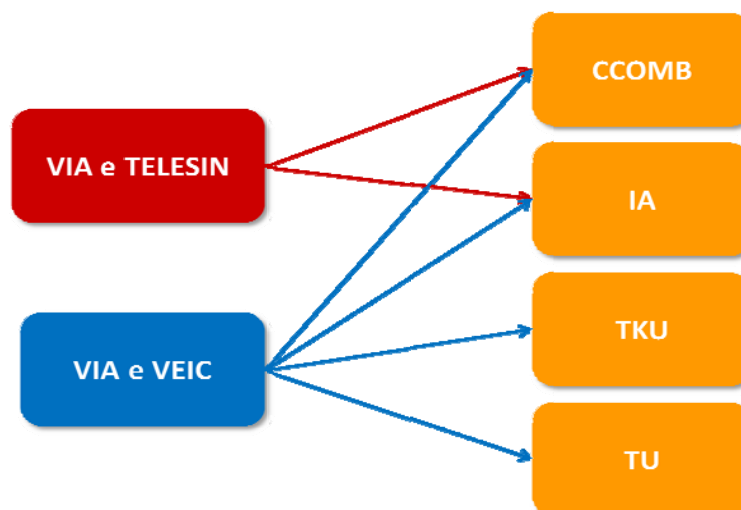 CCOMB
VIA e TELESIN
IA
TKU
VIA e VEIC
TU